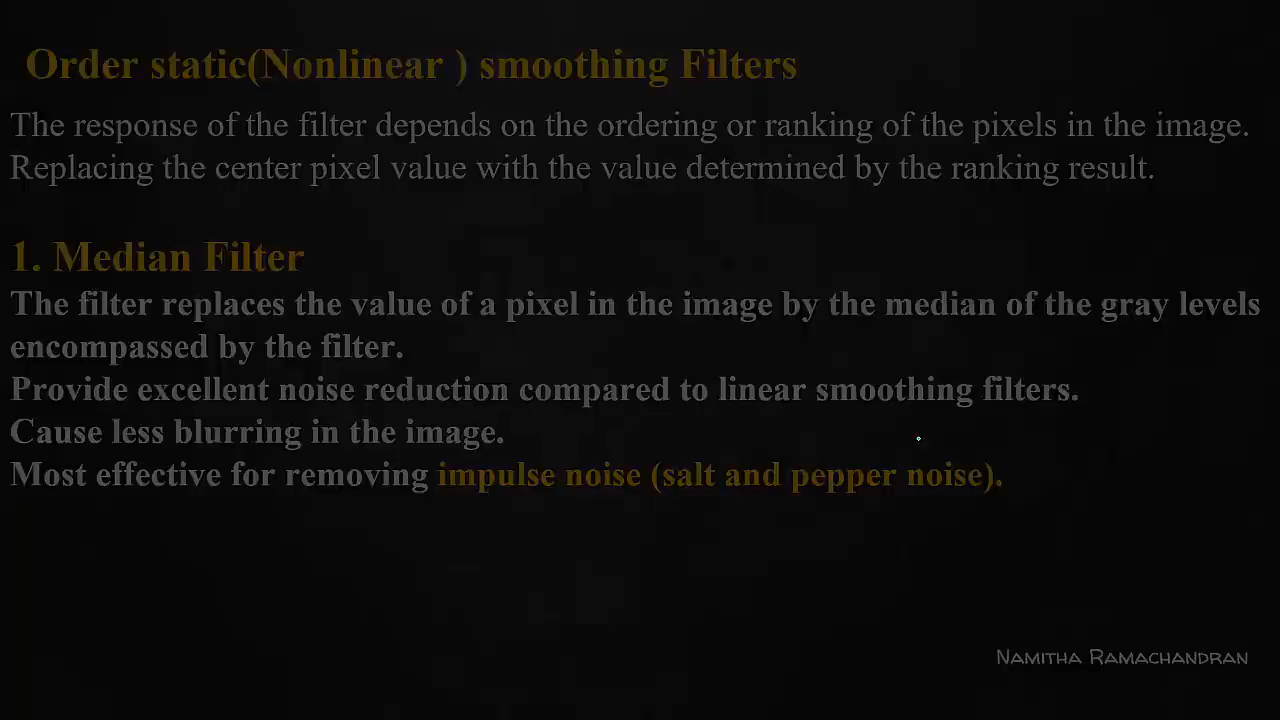 Order static(Nonlinear ) smoothing Filters
The response of the filter depends on the ordering or ranking of the pixels in the image.
Replacing the center pixel value with the value determined by the ranking result.
1. Median Filter
The filter replaces the value of a pixel in the image by the median of the gray levels
encompassed by the filter.
Provide excellent noise reduction compared to linear smoothing filters.
Cause less blurring in the image.
Most effective for removing impulse noise (salt and pepper noise).
Namitha Ramachandran